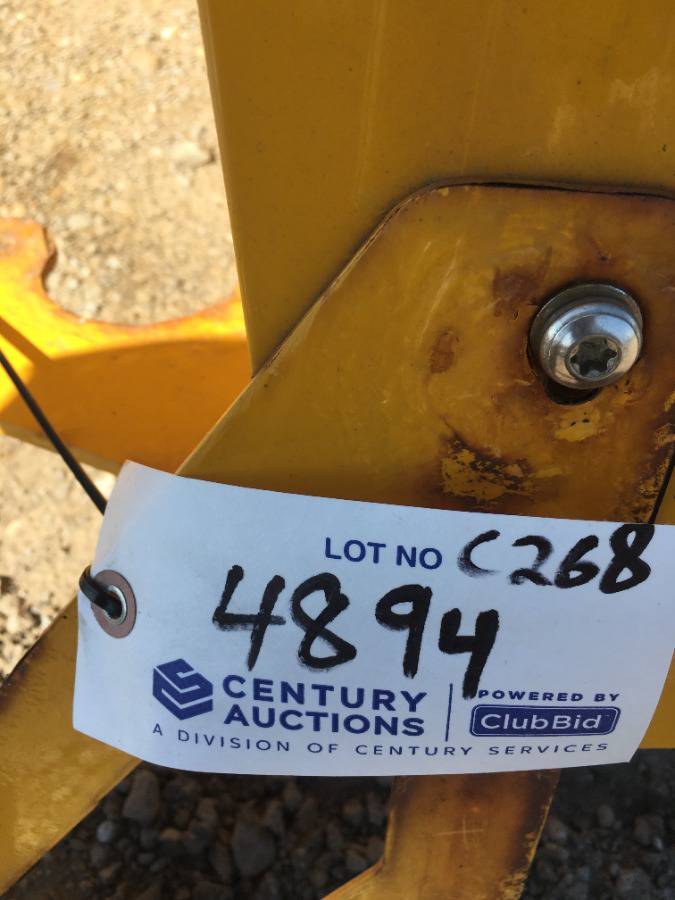 LOT NO C268
4894
CENTURY AUCTIONS
POWERED BY
ClubBid
A DIVISION OF CENTURY SERVICES